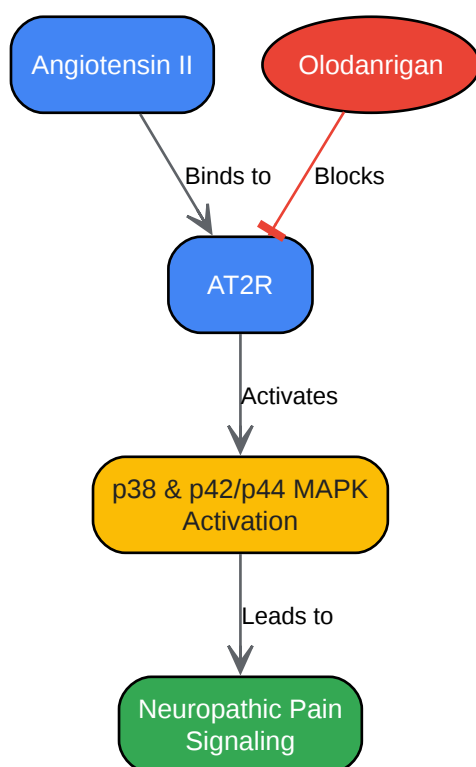 Angiotensin II
Olodanrigan
Binds to
Blocks
AT2R
Activates
p38 & p42/p44 MAPK
Activation
Leads to
Neuropathic Pain
Signaling